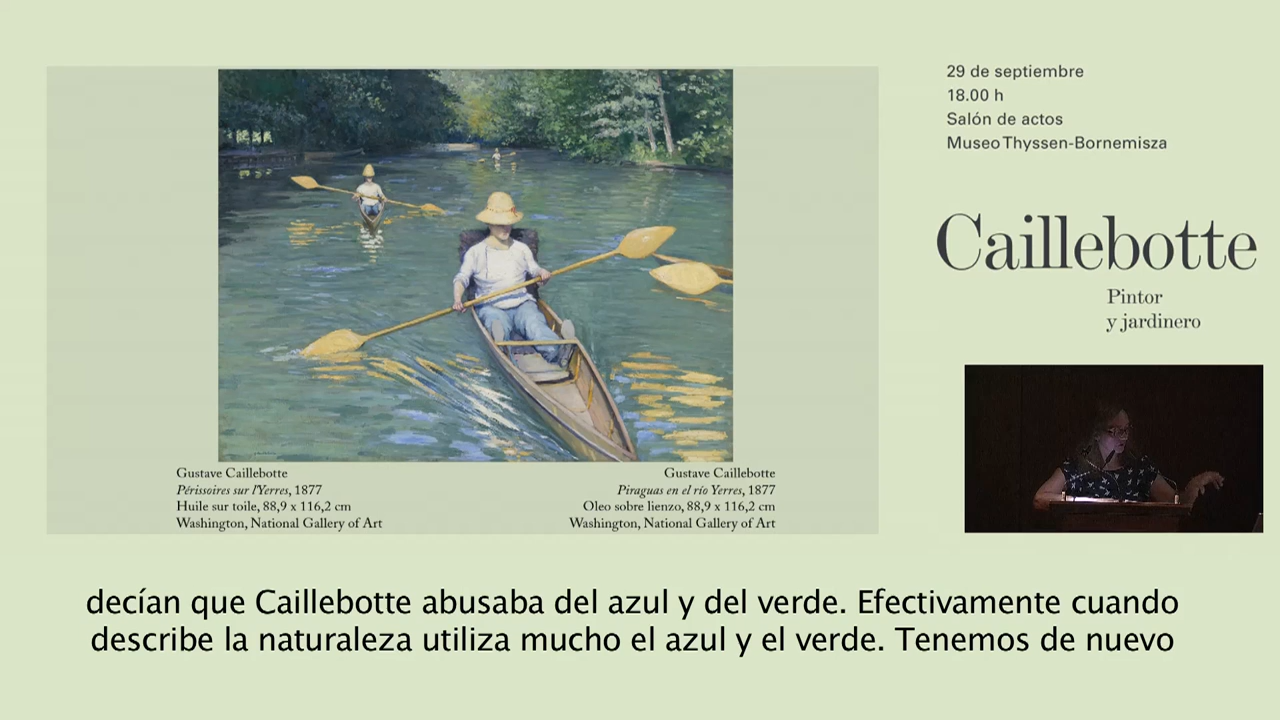 29 de septiembre
18.00 h
Salón de actos
Museo Thyssen-Bornemisza
Caillebotte
Pintor
y jardinero
Gustave Caillebotte
Périssoires sur l'Yerres, 1877
Huile sur toile, 88,9 x 116,2 cm
Washington, National Gallery of Art
Gustave Caillebotte
Piraguas en el río Yerres, 1877
Oleo sobre lienzo, 88,9 x 116,2 cm
Washington, National Gallery of Art
decían que Caillebotte abusaba del azul y del verde. Efectivamente cuando
describe la naturaleza utiliza mucho el azul y el verde. Tenemos de nuevo